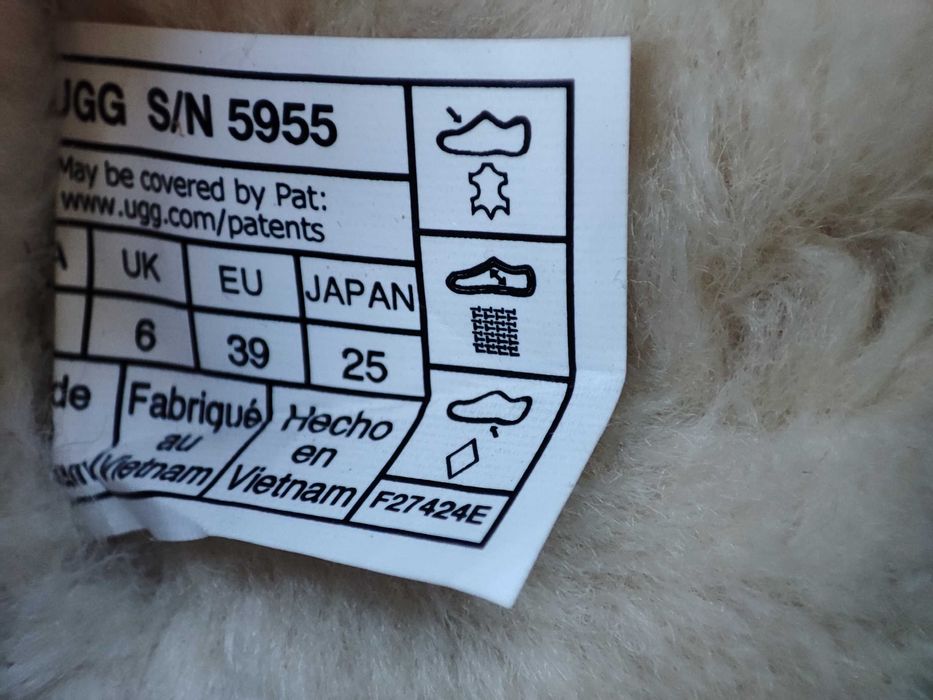 UGG S/N 5955
May be covered by Pat:
www.ugg.com/patents
A UK EU JAPAN
6 39 25
de
Fabriqué
au
Vietnam
Hecho
en
Vietnam
F27424E